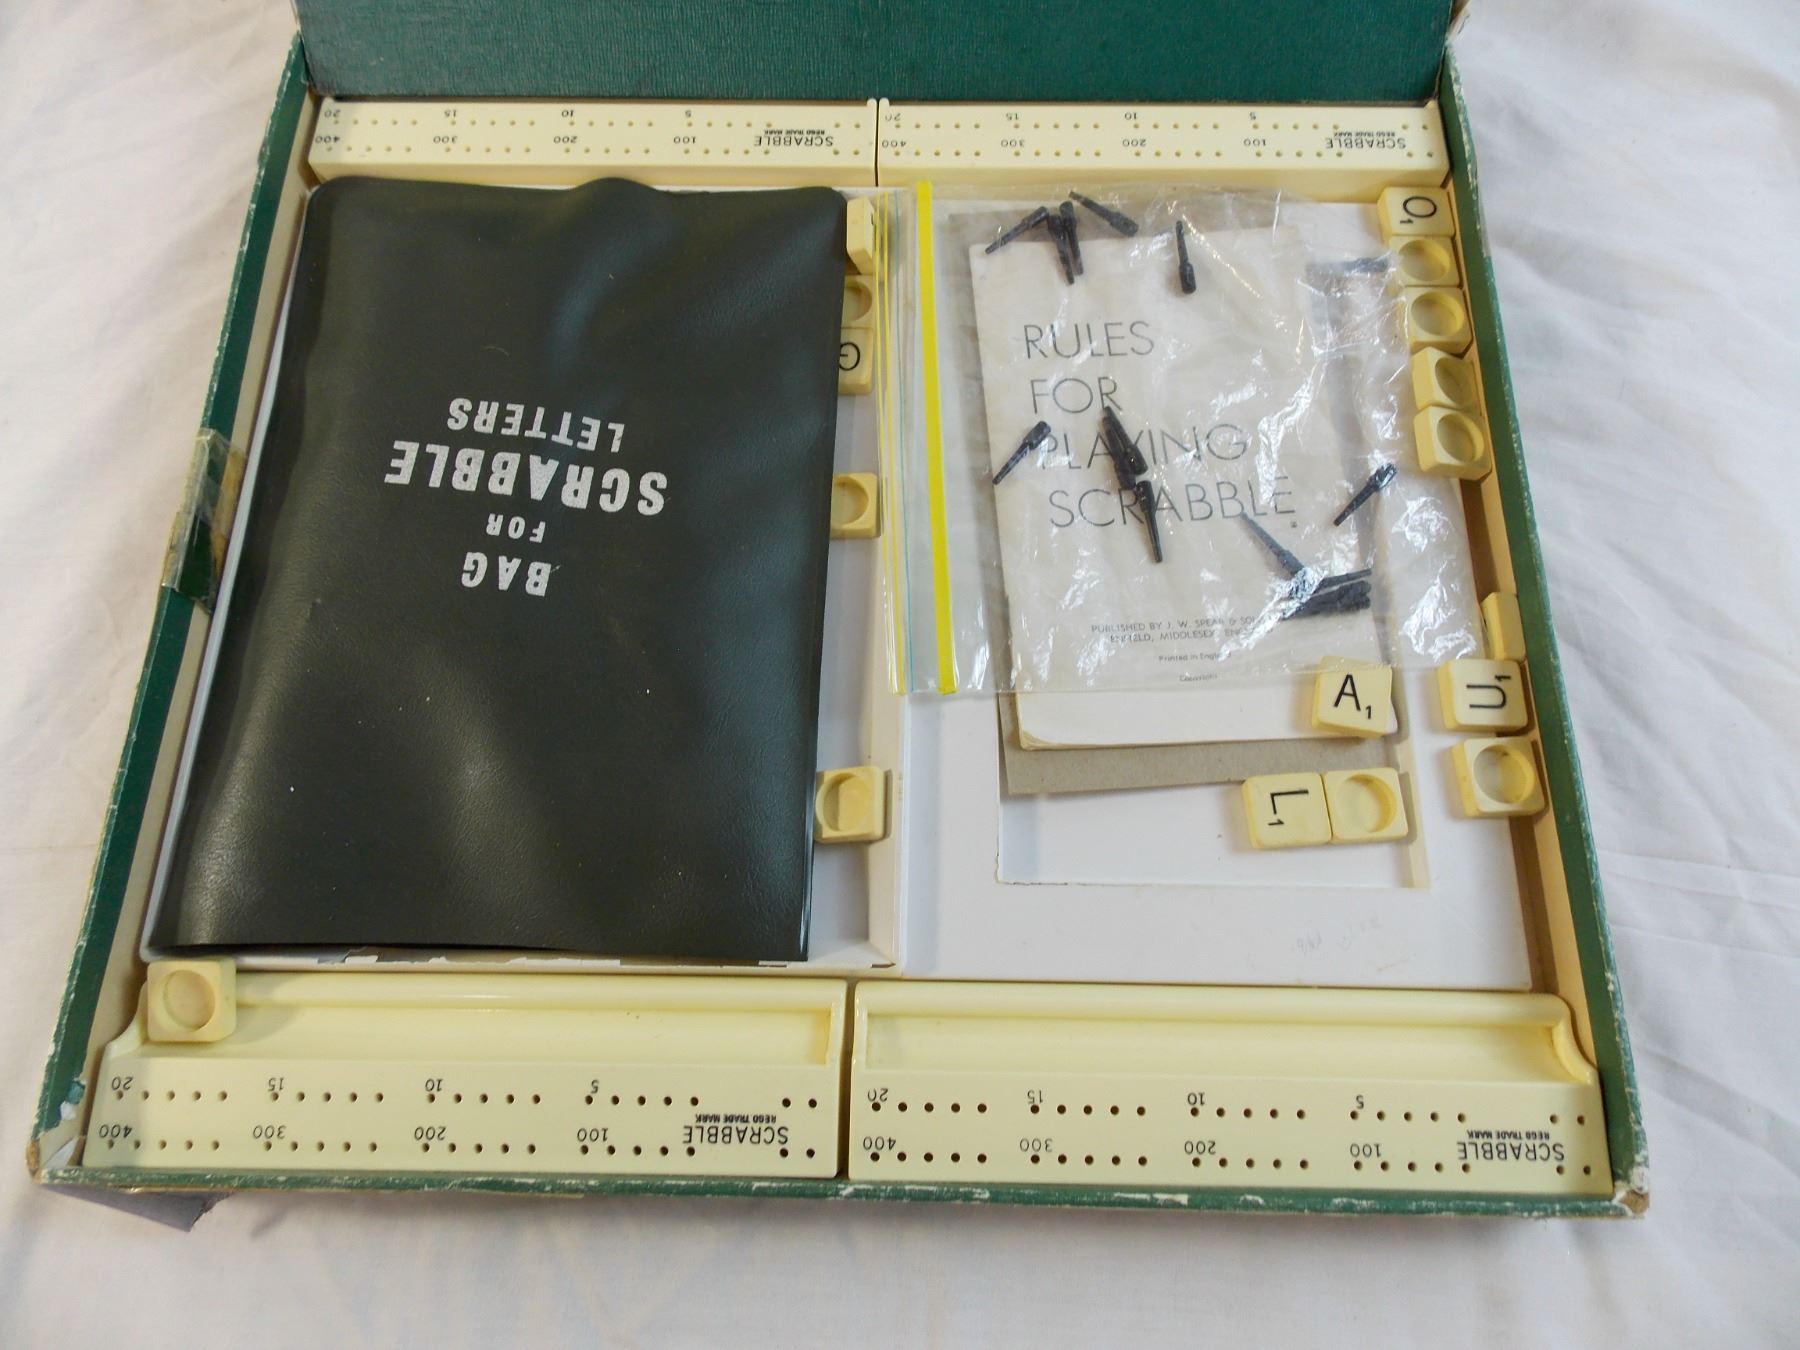 20 15 10 5
400 300 200 100 SCRABBLE
REGD TRADE MARK
20 15 10 5
400 300 200 100 SCRABBLE
REGD TRADE MARK
BAG
FOR
SCRABBLE
LETTERS
G
RULES
FOR
PLAYING
SCRABBLE
PUBLISHED BY J. W. SPEAR &
ENFIELD, MIDDLESEX,
Printed in
Copyright
O1
A1
U1
L1
20 15 10 5
400 300 200 100 SCRABBLE
REGD TRADE MARK
20 15 10 5
400 300 200 100 SCRABBLE
REGD TRADE MARK